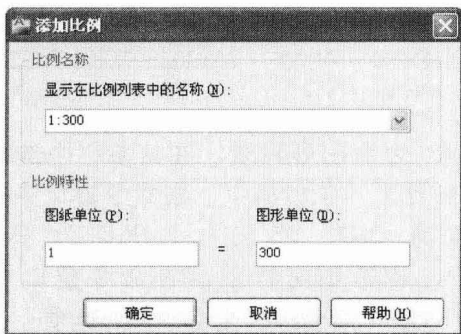 添加比例
比例名称
显示在比例列表中的名称(N):
1:300
比例特性
图纸单位(P): 图形单位(D):
1 = 300
确定 取消 帮助(H)